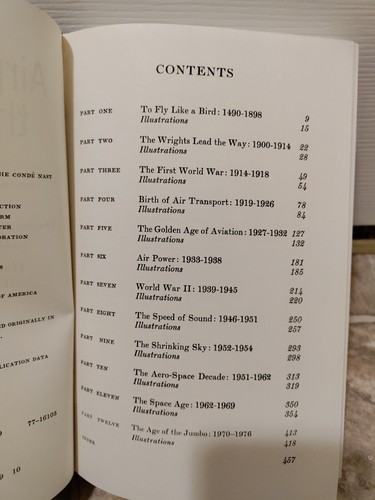 THE CONDÉ NAST
CTION
RM
TER
ORATION
OF AMERICA
ED ORIGINALLY IN
LICATION DATA
77-16103
9
9 10
CONTENTS
PART ONE To Fly Like a Bird: 1490-1898 9
Illustrations 15
PART TWO The Wrights Lead the Way: 1900-1914 22
Illustrations 28
PART THREE The First World War: 1914-1918 49
Illustrations 54
PART FOUR Birth of Air Transport: 1919-1926 78
Illustrations 84
PART FIVE The Golden Age of Aviation: 1927-1932 127
Illustrations 132
PART SIX Air Power: 1933-1938 181
Illustrations 185
PART SEVEN World War II: 1939-1945 214
Illustrations 220
PART EIGHT The Speed of Sound: 1946-1951 250
Illustrations 257
PART NINE The Shrinking Sky: 1952-1954 293
Illustrations 298
PART TEN The Aero-Space Decade: 1951-1962 313
Illustrations 319
PART ELEVEN The Space Age: 1962-1969 350
Illustrations 354
PART TWELVE The Age of the Jumbo: 1970-1976 413
Illustrations 418
INDEX 457